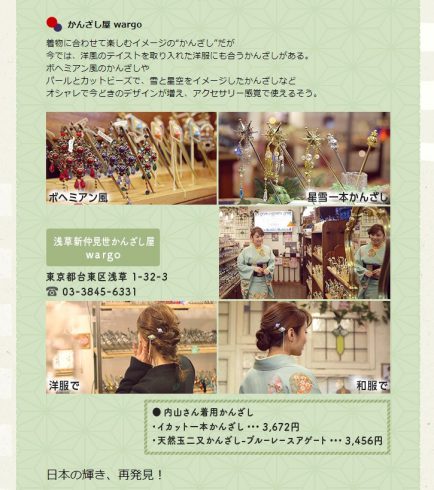 かんざし屋 wargo
着物に合わせて楽しむイメージの“かんざし”だが
今では、洋風のテイストを取り入れた洋服にも合うかんざしがある。
ボヘミアン風のかんざしや
パールとカットビーズで、雪と星空をイメージしたかんざしなど
オシャレで今どきのデザインが増え、アクセサリー感覚で使えるそう。
ボヘミアン風
星雪一本かんざし
浅草新仲見世かんざし屋
wargo
東京都台東区浅草 1-32-3
☎ 03-3845-6331
洋服で
和服で
● 内山さん着用かんざし
・イカット一本かんざし ・・・ 3,672円
・天然玉二又かんざし-ブルーレースアゲート ・・・ 3,456円
日本の輝き、再発見！